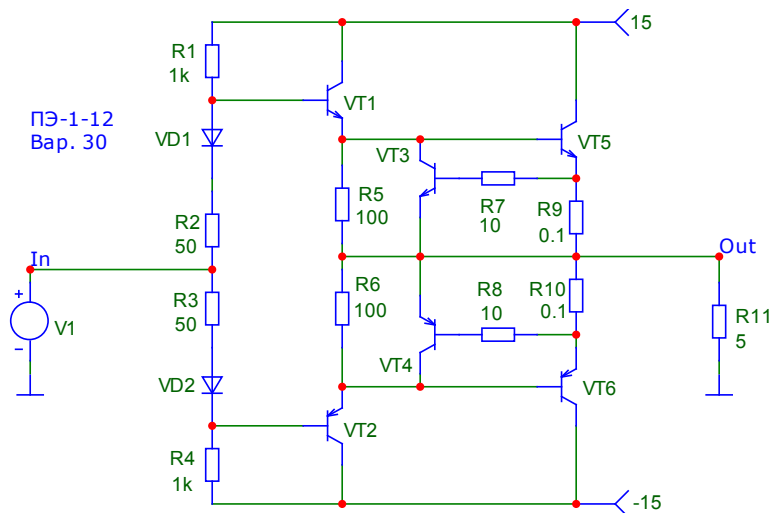 15
R1
1k
ПЭ-1-12
Вар. 30
VT1
VD1
VT3
VT5
R5
100
R7
10
R9
0.1
R2
50
In
Out
R3
50
R6
100
R8
10
R10
0.1
+
V1
−
R11
5
VD2
VT4
VT6
VT2
R4
1k
-15